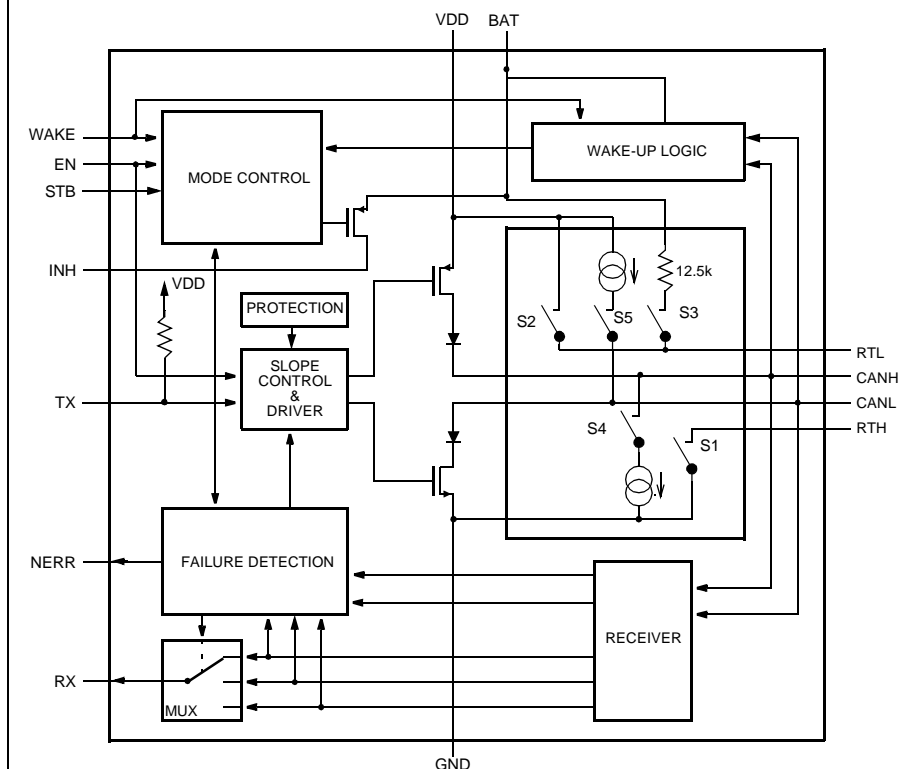 VDD BAT
WAKE
EN
STB
MODE CONTROL
WAKE-UP LOGIC
INH
VDD
12.5k
PROTECTION
S2
S5
S3
SLOPE
CONTROL
&
DRIVER
RTL
CANH
TX
CANL
S4
S1
RTH
NERR
FAILURE DETECTION
RECEIVER
RX
MUX
GND